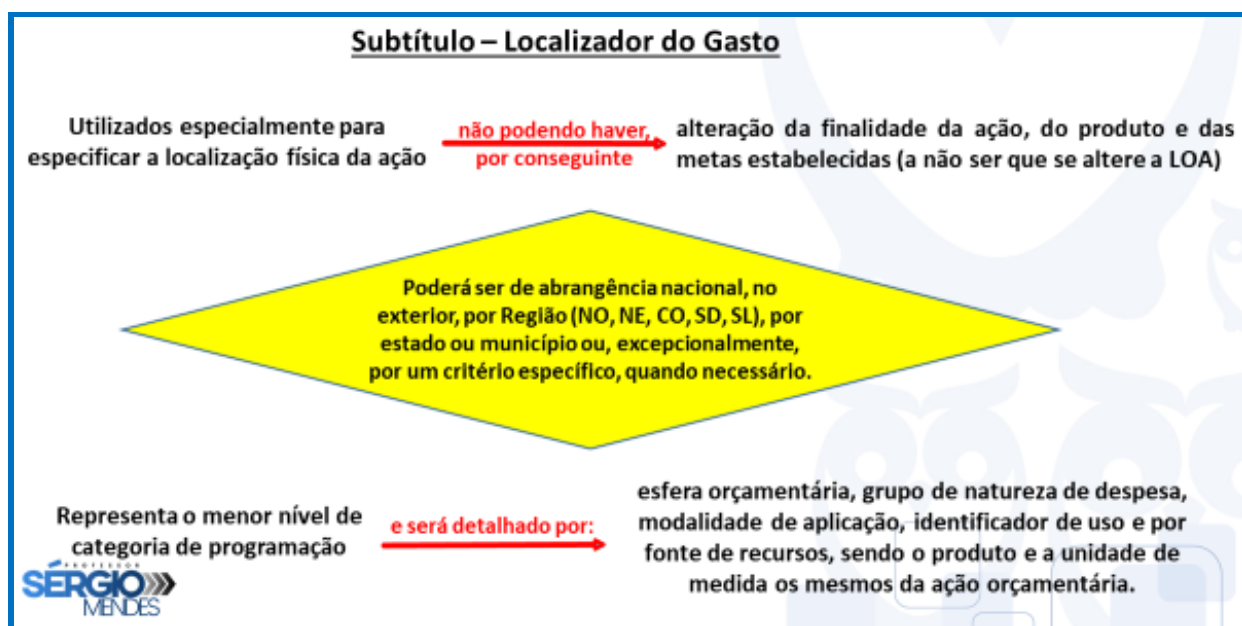 Subtítulo – Localizador do Gasto
Utilizados especialmente para
especificar a localização física da ação
não podendo haver,
por conseguinte
alteração da finalidade da ação, do produto e das
metas estabelecidas (a não ser que se altere a LOA)
Poderá ser de abrangência nacional, no
exterior, por Região (NO, NE, CO, SD, SL), por
estado ou município ou, excepcionalmente,
por um critério específico, quando necessário.
Representa o menor nível de
categoria de programação
e será detalhado por:
esfera orçamentária, grupo de natureza de despesa,
modalidade de aplicação, identificador de uso e por
fonte de recursos, sendo o produto e a unidade de
medida os mesmos da ação orçamentária.
PROFESSOR
SÉRGIO
MENDES